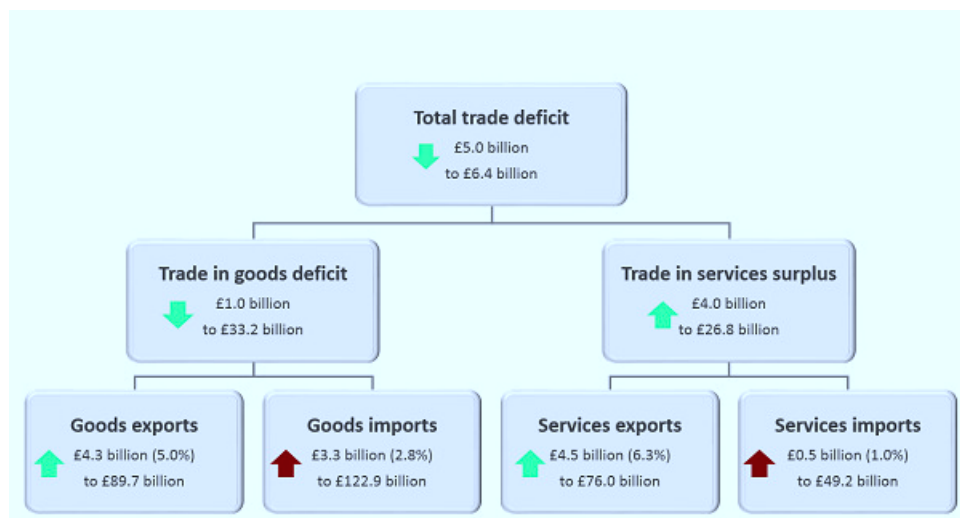 Total trade deficit
£5.0 billion
to £6.4 billion
Trade in goods deficit
£1.0 billion
to £33.2 billion
Trade in services surplus
£4.0 billion
to £26.8 billion
Goods exports
£4.3 billion (5.0%)
to £89.7 billion
Goods imports
£3.3 billion (2.8%)
to £122.9 billion
Services exports
£4.5 billion (6.3%)
to £76.0 billion
Services imports
£0.5 billion (1.0%)
to £49.2 billion